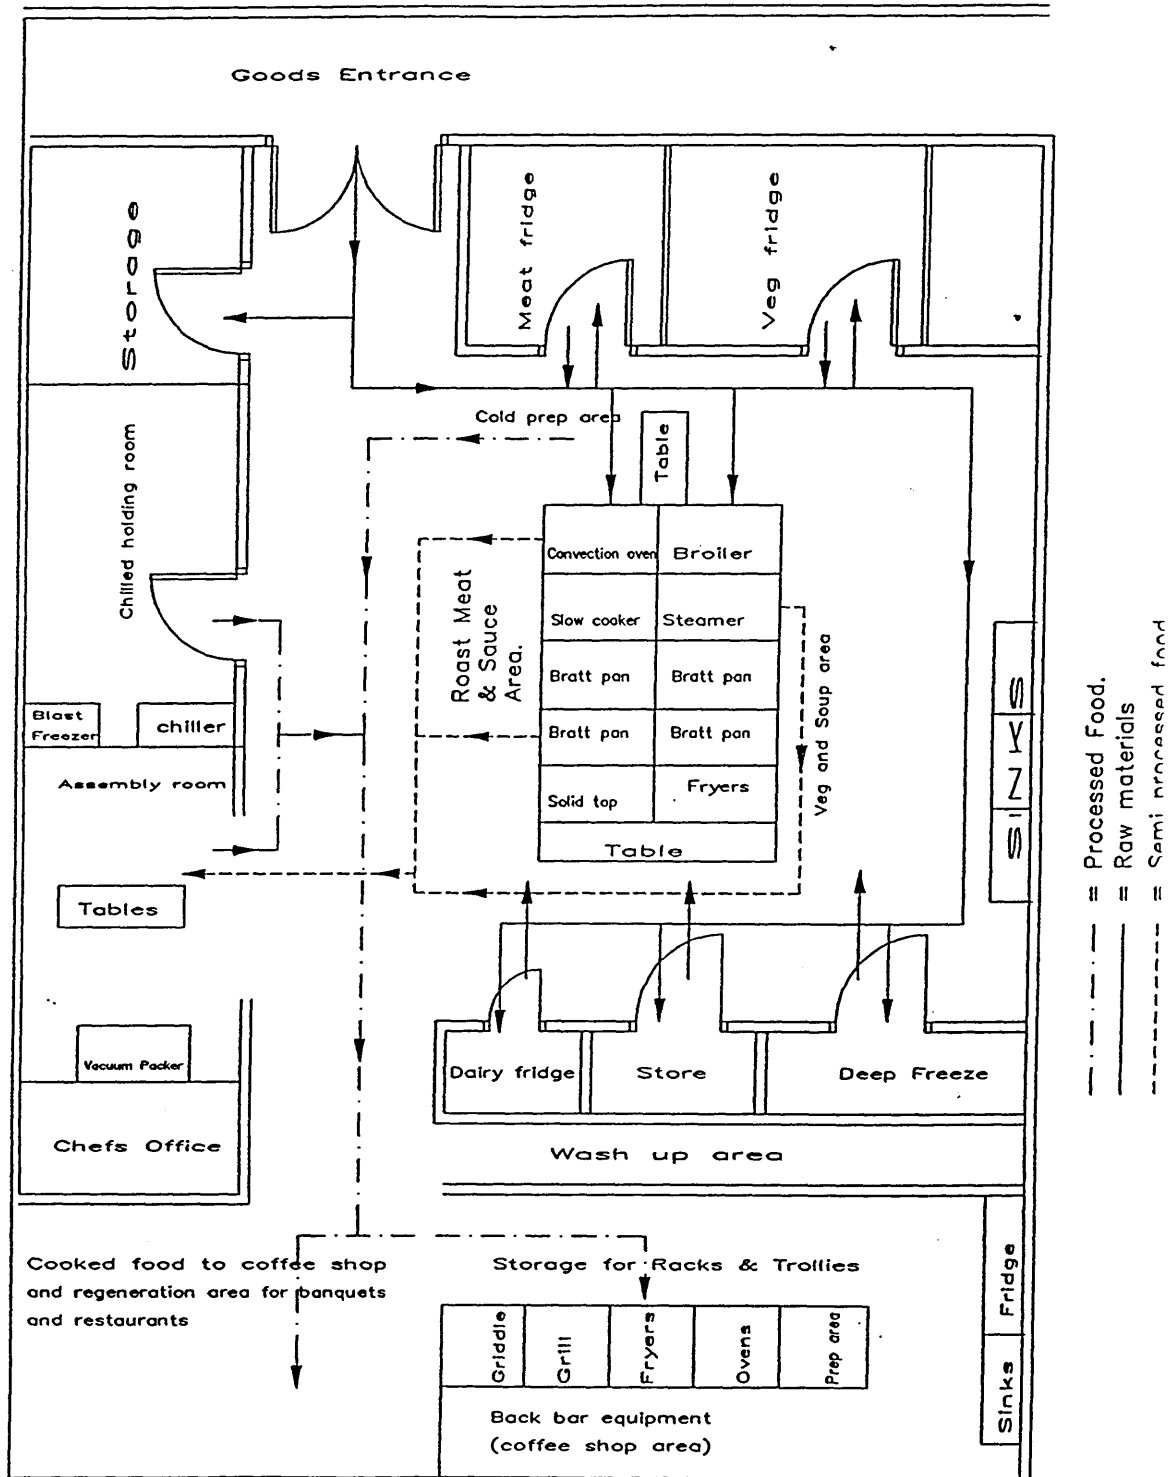 Goods Entrance
Storage
Meat fridge
Veg fridge
Cold prep area
Table
Chilled holding room
Convection oven
Broiler
Roast Meat
& Sauce
Area.
Slow cooker
Steamer
Bratt pan
Bratt pan
Bratt pan
Bratt pan
Solid top
Fryers
Table
Veg and Soup area
SINKS
Blast
Freezer
chiller
Assembly room
Tables
Vacuum Packer
Chefs Office
Dairy fridge
Store
Deep Freeze
Wash up area
Cooked food to coffee shop
and regeneration area for banquets
and restaurants
Storage for Racks & Trollies
Griddle
Grill
Fryers
Ovens
Prep area
Back bar equipment
(coffee shop area)
Fridge
Sinks
= Processed Food.
= Raw materials
= Semi processed food